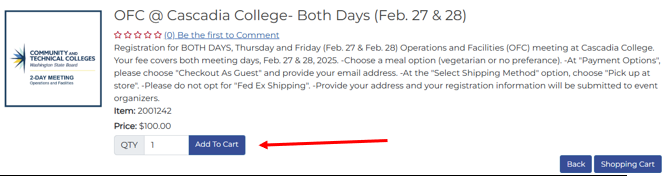 OFC @ Cascadia College- Both Days (Feb. 27 & 28)
(0) Be the first to Comment
Registration for BOTH DAYS, Thursday and Friday (Feb. 27 & Feb. 28) Operations and Facilities (OFC) meeting at Cascadia College.
Your fee covers both meeting days, Feb. 27 & 28, 2025. -Choose a meal option (vegetarian or no preferance). -At "Payment Options",
please choose "Checkout As Guest" and provide your email address. -At the "Select Shipping Method" option, choose "Pick up at
store". -Please do not opt for "Fed Ex Shipping". -Provide your address and your registration information will be submitted to event
organizers.
Item: 2001242
Price: $100.00
QTY 1 Add To Cart
Back Shopping Cart
COMMUNITY AND
TECHNICAL COLLEGES
Washington State Board
2-DAY MEETING
Operations and Facilities